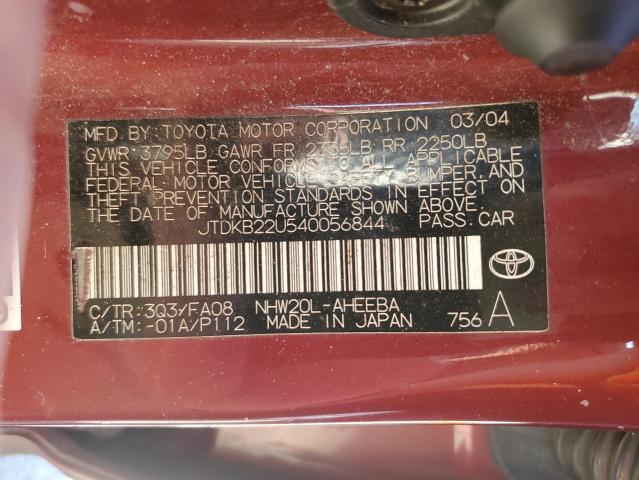 MFD BY: TOYOTA MOTOR CORPORATION 03/04
GVWR 3795LB GAWR FR LB RR 2250LB
THIS VEHICLE CONFORMS TO ALL APPLICABLE
FEDERAL MOTOR VEHICLE SAFETY, BUMPER, AND
THEFT PREVENTION STANDARDS IN EFFECT ON
THE DATE OF MANUFACTURE SHOWN ABOVE.
JTDKB22U540056844 PASS.CAR
C/TR: 3Q3/FA08 NHW20L-AHEEBA
A/TM: -01A/P112 MADE IN JAPAN 756 A